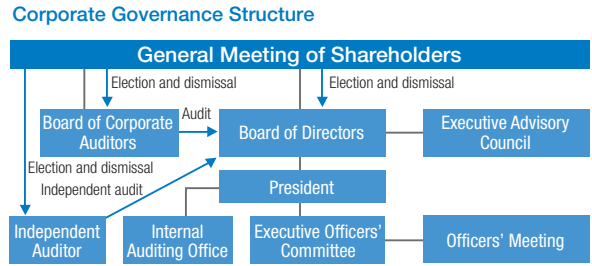 Corporate Governance Structure
General Meeting of Shareholders
Election and dismissal
Election and dismissal
Board of Corporate
Auditors
Audit
Board of Directors
Executive Advisory
Council
Election and dismissal
Independent audit
President
Independent
Auditor
Internal
Auditing Office
Executive Officers'
Committee
Officers' Meeting